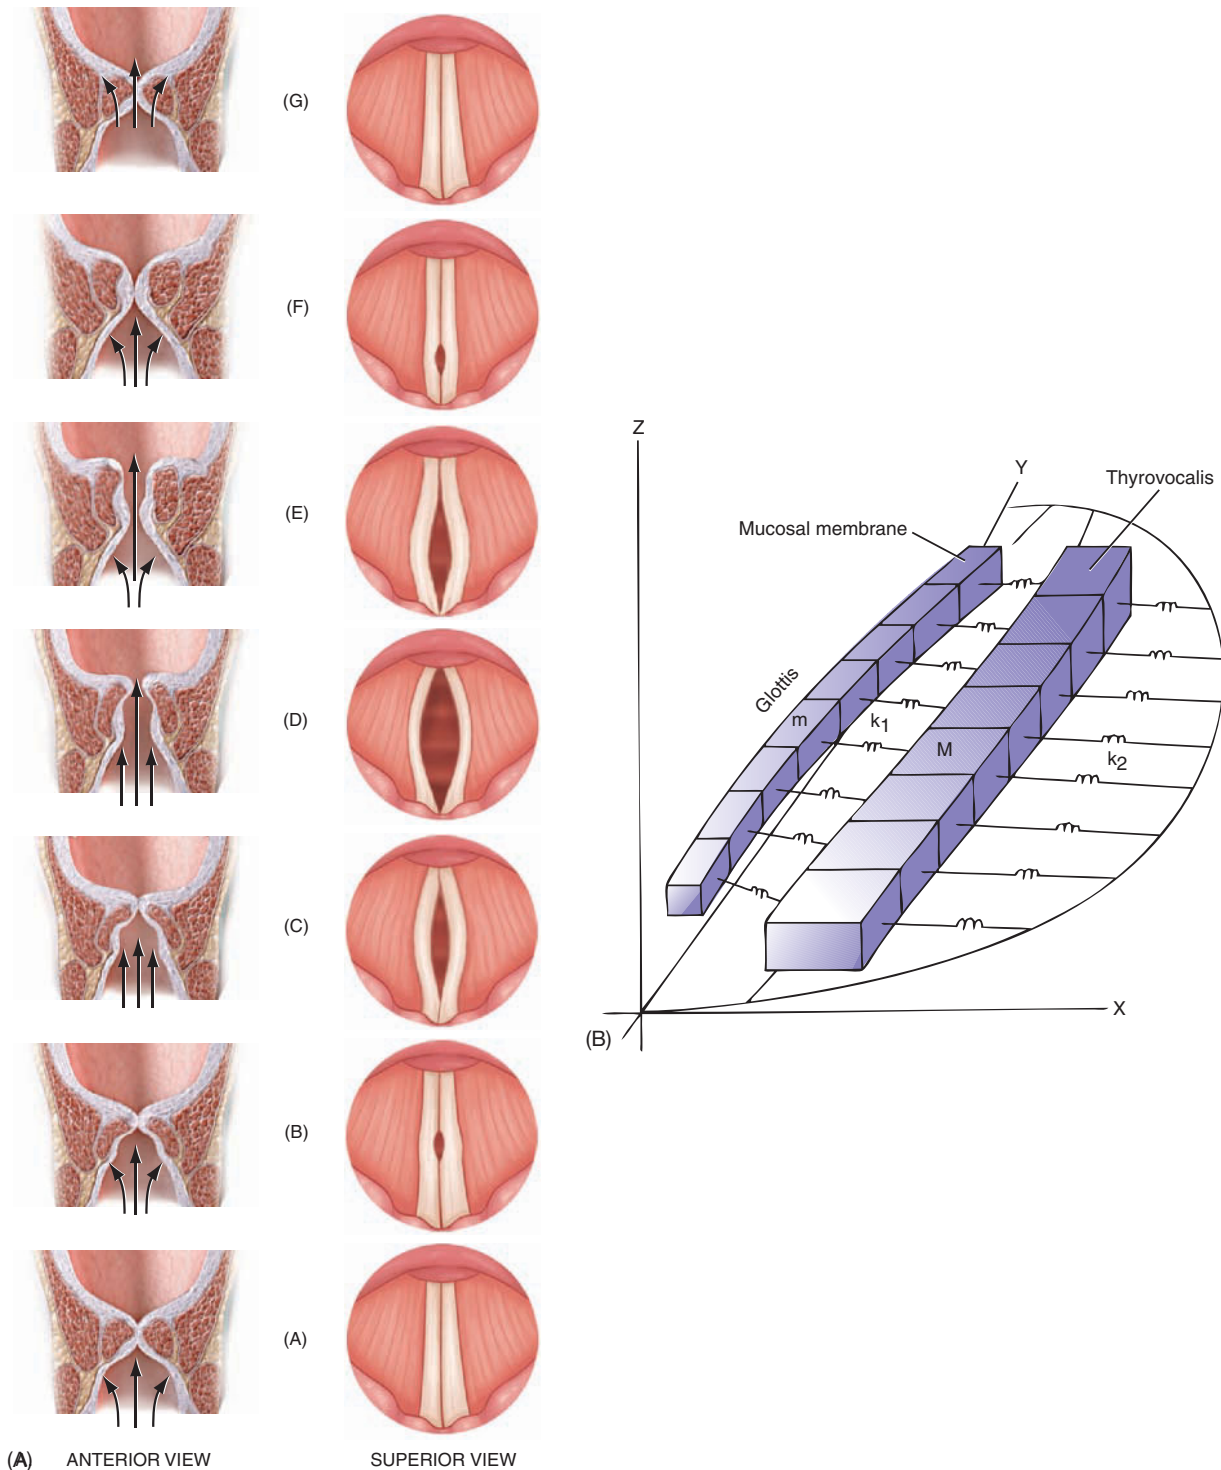 (G)
(F)
(E)
(D)
(C)
(B)
(A)
(A) ANTERIOR VIEW SUPERIOR VIEW
Z
Y
Thyrovocalis
Mucosal membrane
Glottis
m
k1
M
k2
X
(B)